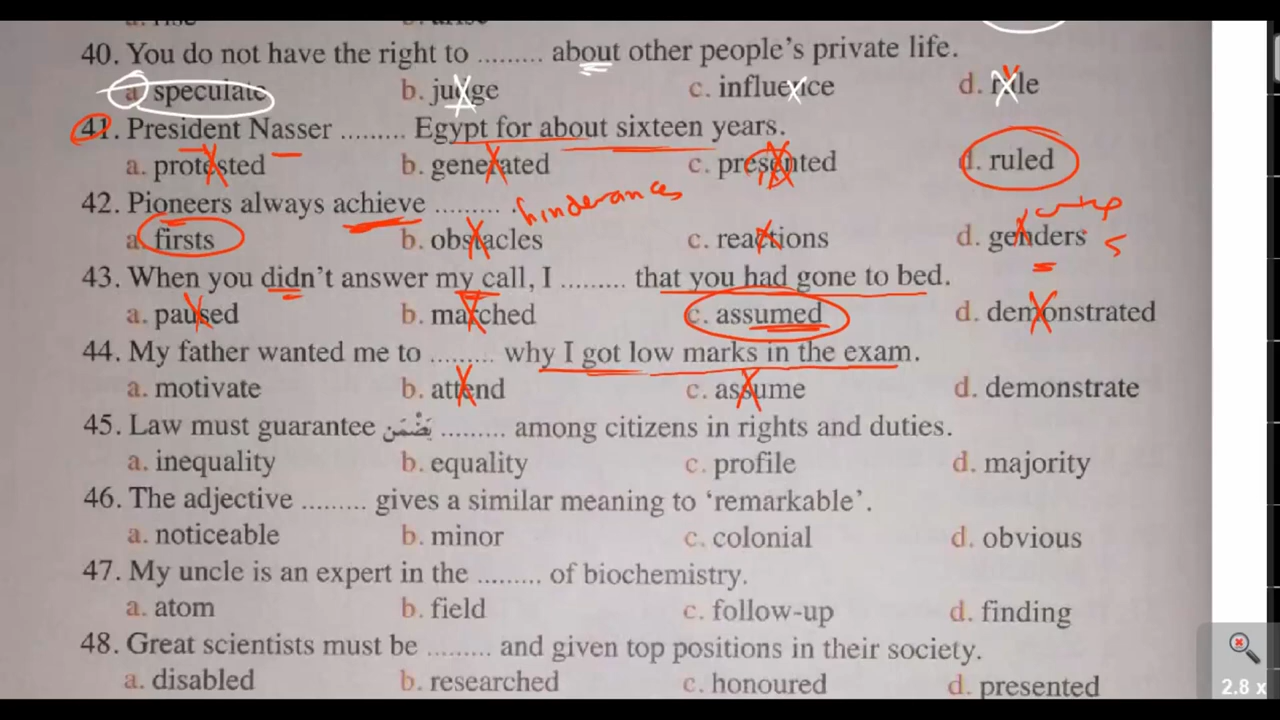 40. You do not have the right to ......... about other people's private life.
a. speculate b. judge c. influence d. rule
41. President Nasser ......... Egypt for about sixteen years.
a. protested b. generated c. presented d. ruled
42. Pioneers always achieve ......... . hinderances
a. firsts b. obstacles c. reactions d. genders
43. When you didn't answer my call, I ......... that you had gone to bed.
a. paused b. marched c. assumed d. demonstrated
44. My father wanted me to ......... why I got low marks in the exam.
a. motivate b. attend c. assume d. demonstrate
45. Law must guarantee يَضْمَن ......... among citizens in rights and duties.
a. inequality b. equality c. profile d. majority
46. The adjective ......... gives a similar meaning to ‘remarkable’.
a. noticeable b. minor c. colonial d. obvious
47. My uncle is an expert in the ......... of biochemistry.
a. atom b. field c. follow-up d. finding
48. Great scientists must be ......... and given top positions in their society.
a. disabled b. researched c. honoured d. presented
2.8 x